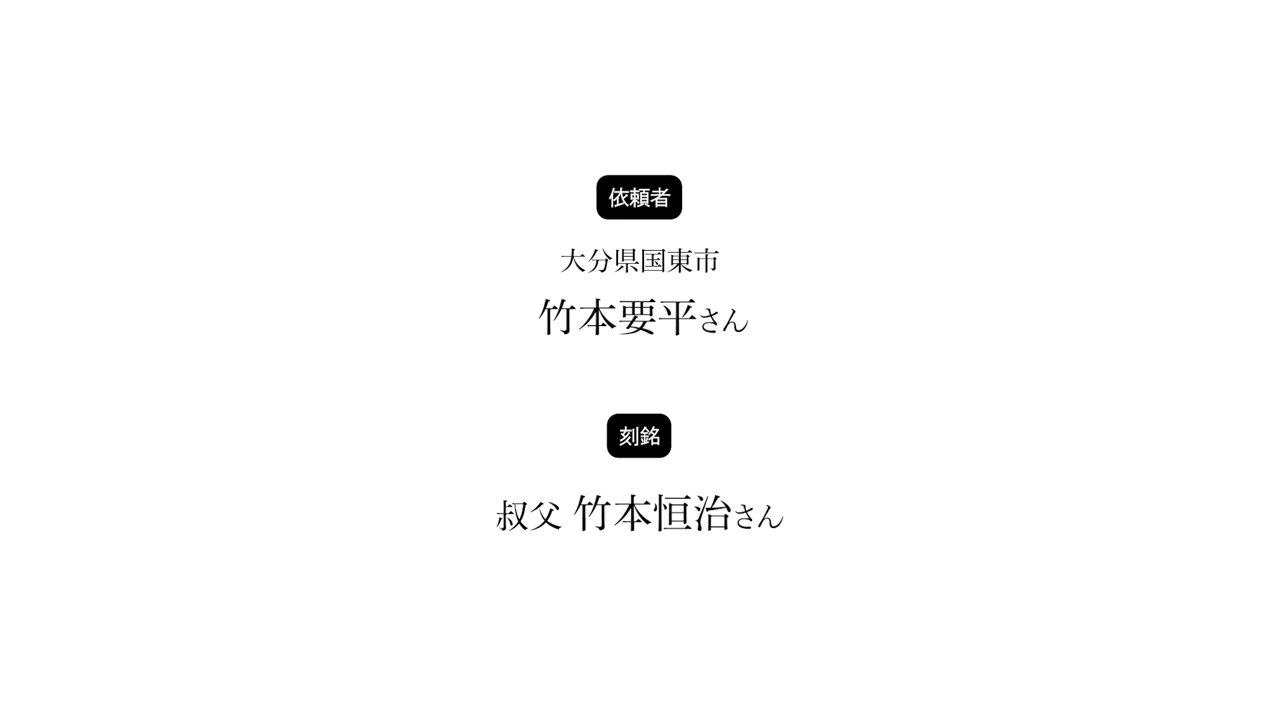 依頼者
大分県国東市
竹本要平さん
刻銘
叔父 竹本恒治さん